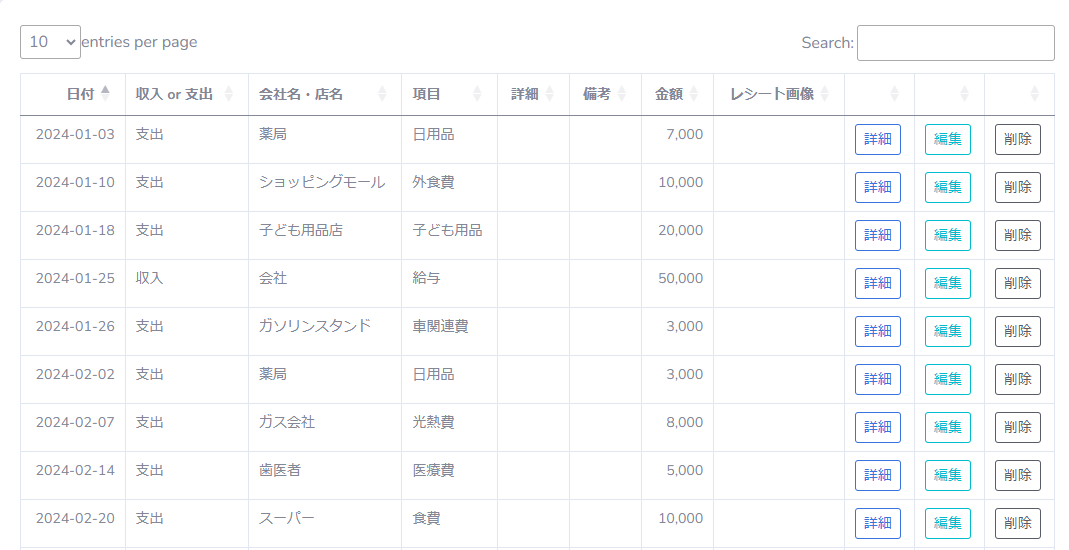 10 entries per page Search:
日付 収入 or 支出 会社名・店名 項目 詳細 備考 金額 レシート画像
2024-01-03 支出 薬局 日用品 7,000 詳細 編集 削除
2024-01-10 支出 ショッピングモール 外食費 10,000 詳細 編集 削除
2024-01-18 支出 子ども用品店 子ども用品 20,000 詳細 編集 削除
2024-01-25 収入 会社 給与 50,000 詳細 編集 削除
2024-01-26 支出 ガソリンスタンド 車関連費 3,000 詳細 編集 削除
2024-02-02 支出 薬局 日用品 3,000 詳細 編集 削除
2024-02-07 支出 ガス会社 光熱費 8,000 詳細 編集 削除
2024-02-14 支出 歯医者 医療費 5,000 詳細 編集 削除
2024-02-20 支出 スーパー 食費 10,000 詳細 編集 削除